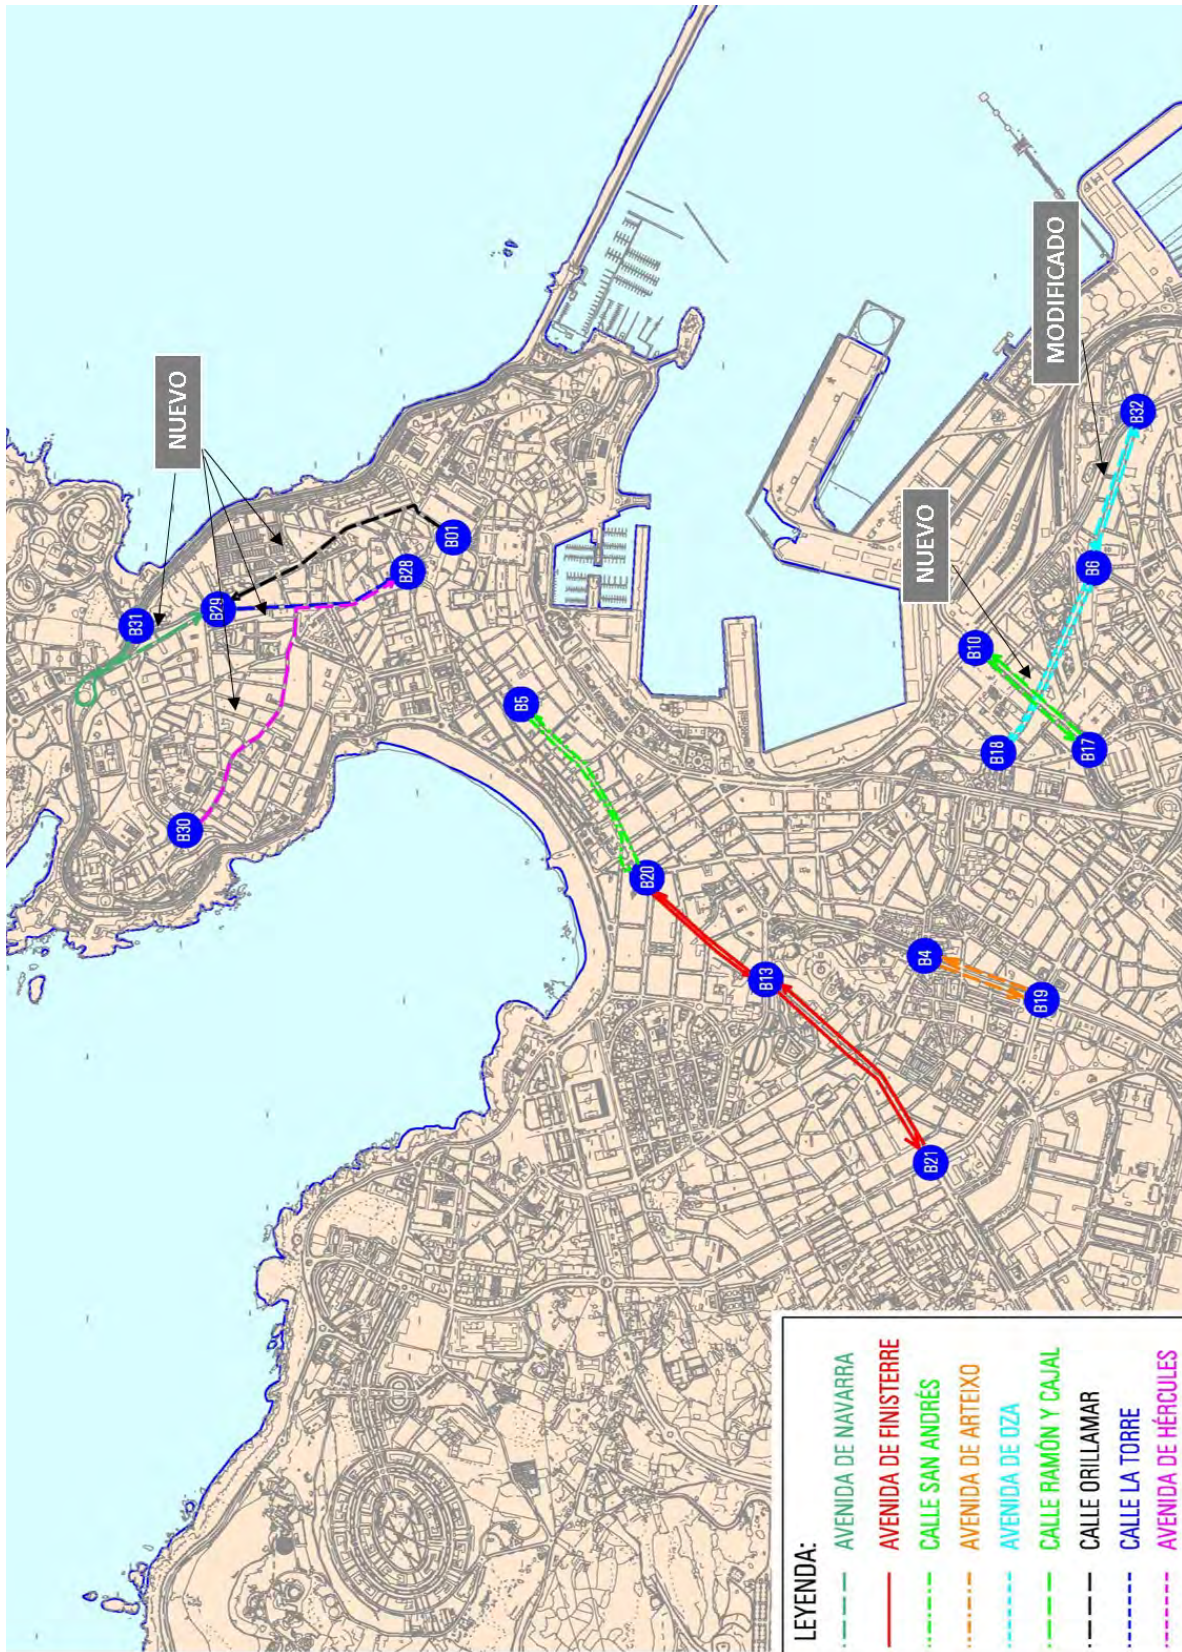 NUEVO
B31
B29
B30
B28
B01
B5
B20
B13
B21
B4
B19
NUEVO
MODIFICADO
B10
B18
B17
B6
B32
LEYENDA:
AVENIDA DE NAVARRA
AVENIDA DE FINISTERRE
CALLE SAN ANDRÉS
AVENIDA DE ARTEIXO
AVENIDA DE OZA
CALLE RAMÓN Y CAJAL
CALLE ORILLAMAR
CALLE LA TORRE
AVENIDA DE HÉRCULES